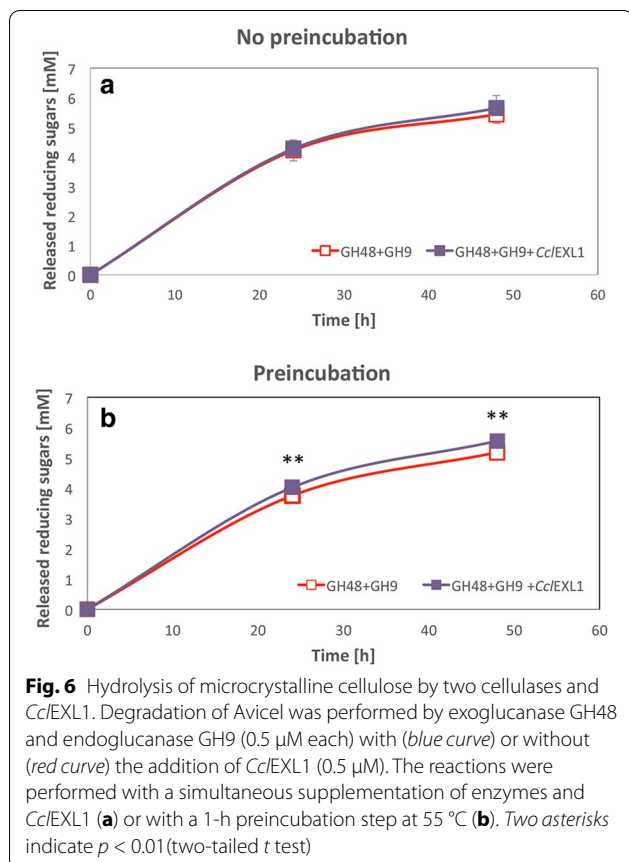 No preincubation
a
Released reducing sugars [mM]
7
6
5
4
3
2
1
0
GH48+GH9
GH48+GH9+CclEXL1
0 10 20 30 40 50 60
Time [h]
Preincubation
b
Released reducing sugars [mM]
7
6
5
4
3
2
1
0
**
**
GH48+GH9
GH48+GH9 +CclEXL1
0 10 20 30 40 50 60
Time [h]
Fig. 6 Hydrolysis of microcrystalline cellulose by two cellulases and
CclEXL1. Degradation of Avicel was performed by exoglucanase GH48
and endoglucanase GH9 (0.5 µM each) with (blue curve) or without
(red curve) the addition of CclEXL1 (0.5 µM). The reactions were
performed with a simultaneous supplementation of enzymes and
CclEXL1 (a) or with a 1-h preincubation step at 55 °C (b). Two asterisks
indicate p < 0.01(two-tailed t test)